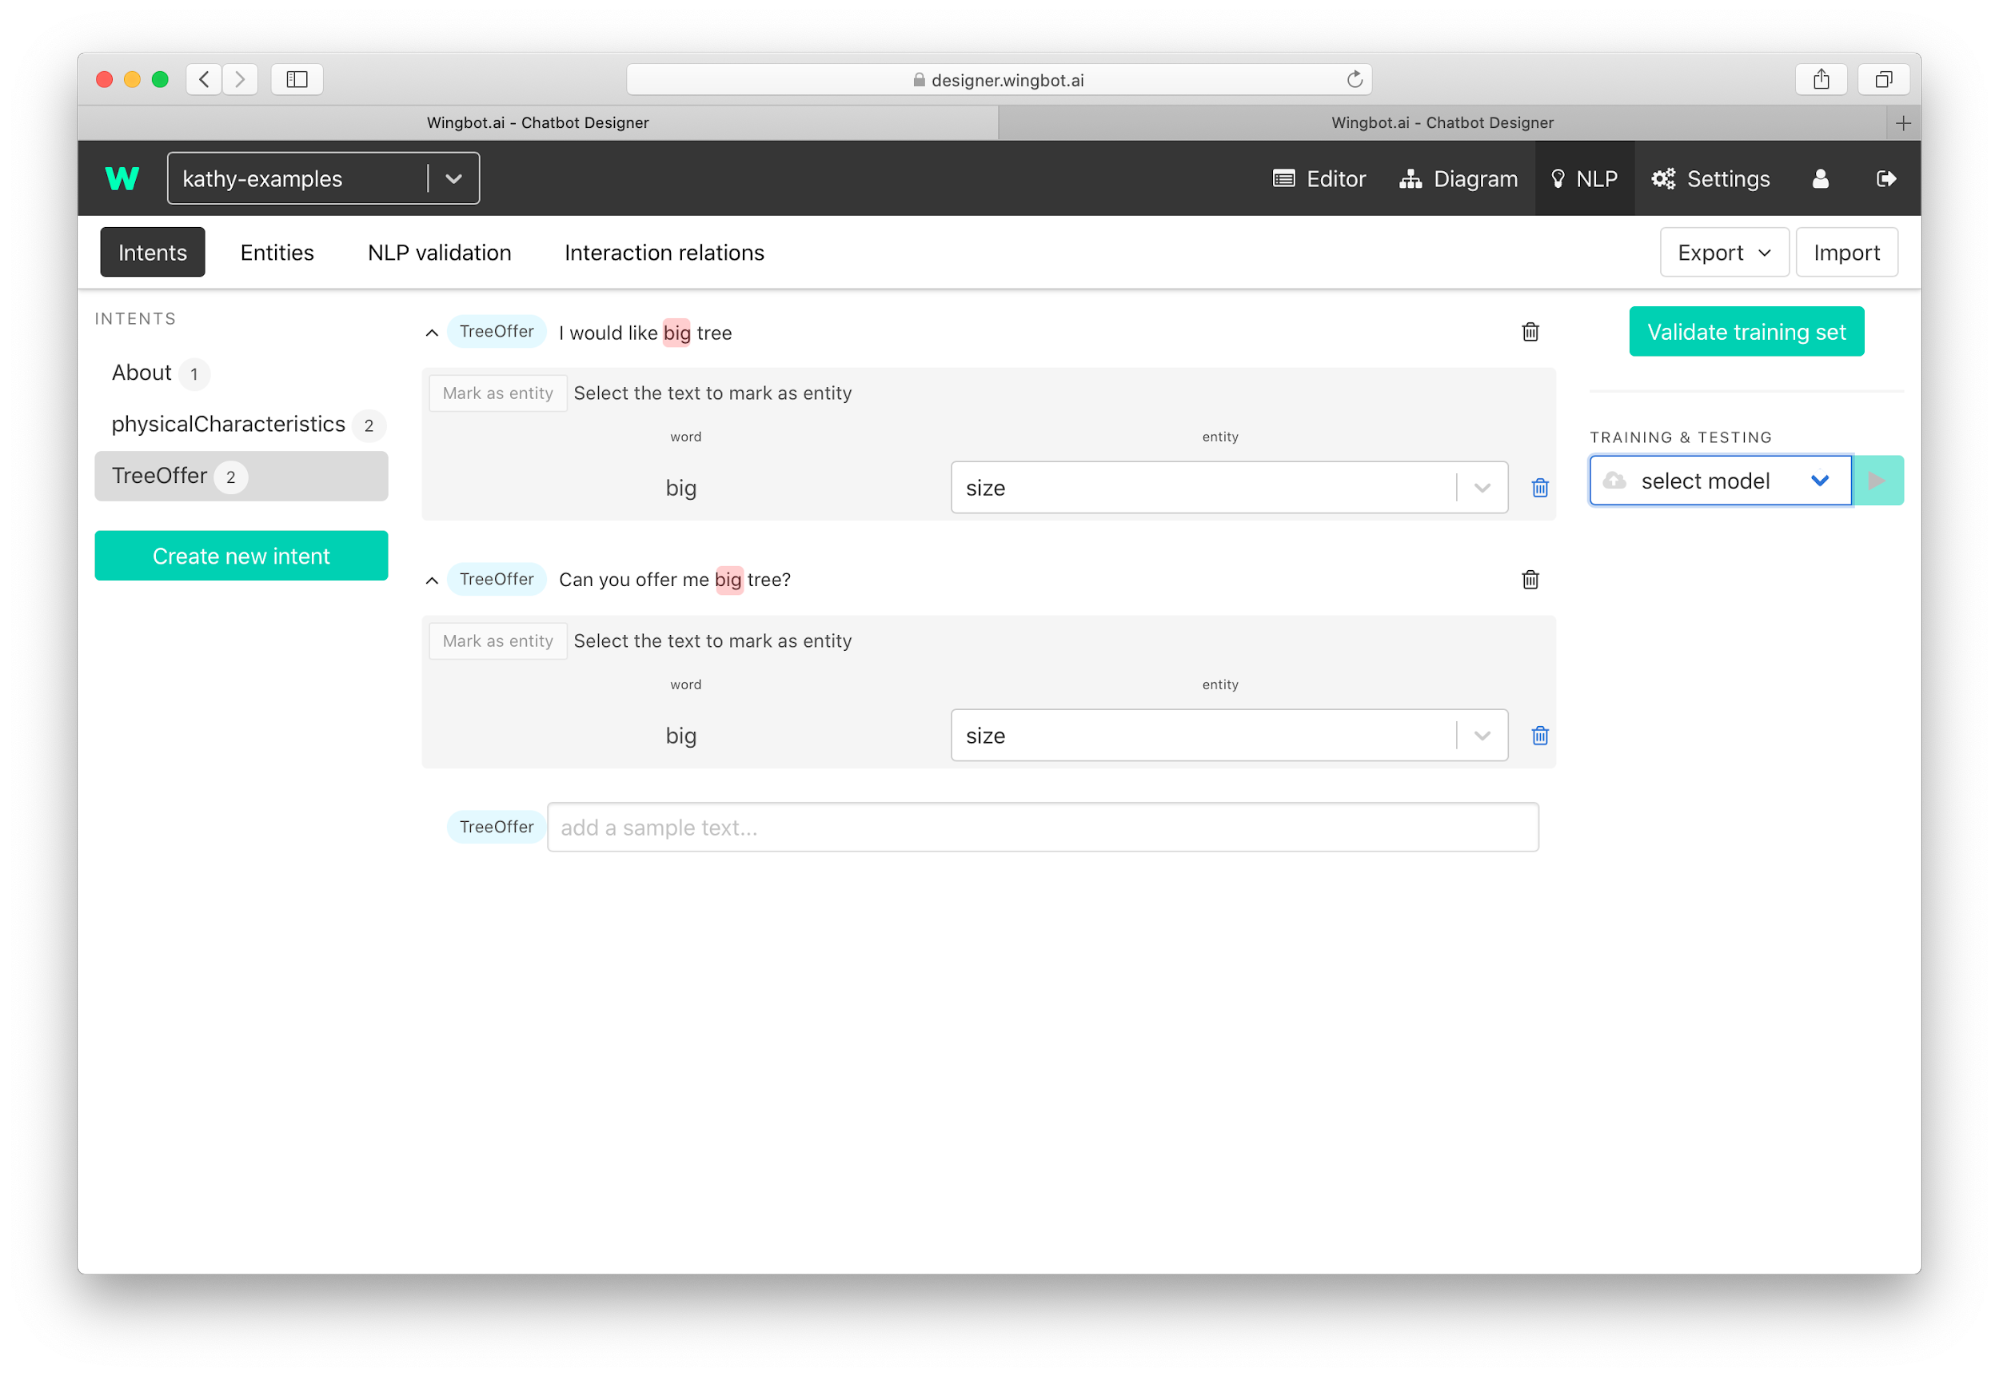 designer.wingbot.ai
Wingbot.ai - Chatbot Designer
Wingbot.ai - Chatbot Designer
W kathy-examples Editor Diagram NLP Settings
Intents Entities NLP validation Interaction relations Export Import
INTENTS
About 1
physicalCharacteristics 2
TreeOffer 2
Create new intent
TreeOffer I would like big tree
Mark as entity Select the text to mark as entity
word entity
big size
TreeOffer Can you offer me big tree?
Mark as entity Select the text to mark as entity
word entity
big size
TreeOffer add a sample text...
Validate training set
TRAINING & TESTING
select model